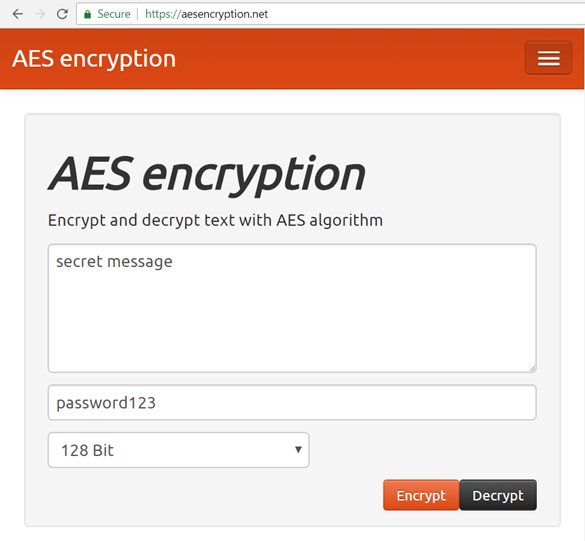 Secure https://aesencryption.net
AES encryption
AES encryption
Encrypt and decrypt text with AES algorithm
secret message
password123
128 Bit
Encrypt Decrypt